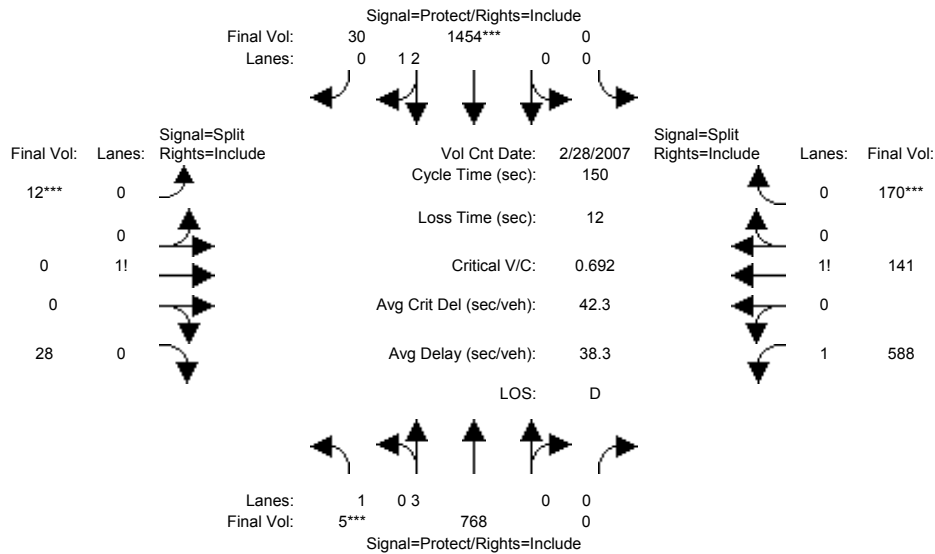 Signal=Protect/Rights=Include
Final Vol: 30 1454*** 0
Lanes: 0 1 2 0 0
Signal=Split
Rights=Include
Final Vol: Lanes:
Vol Cnt Date: 2/28/2007
Signal=Split
Rights=Include
Lanes: Final Vol:
Cycle Time (sec): 150
12*** 0
0 170***
Loss Time (sec): 12
0
0
0 1!
Critical V/C: 0.692
1! 141
0
Avg Crit Del (sec/veh): 42.3
0
28 0
Avg Delay (sec/veh): 38.3
1 588
LOS: D
Lanes: 1 0 3 0 0
Final Vol: 5*** 768 0
Signal=Protect/Rights=Include